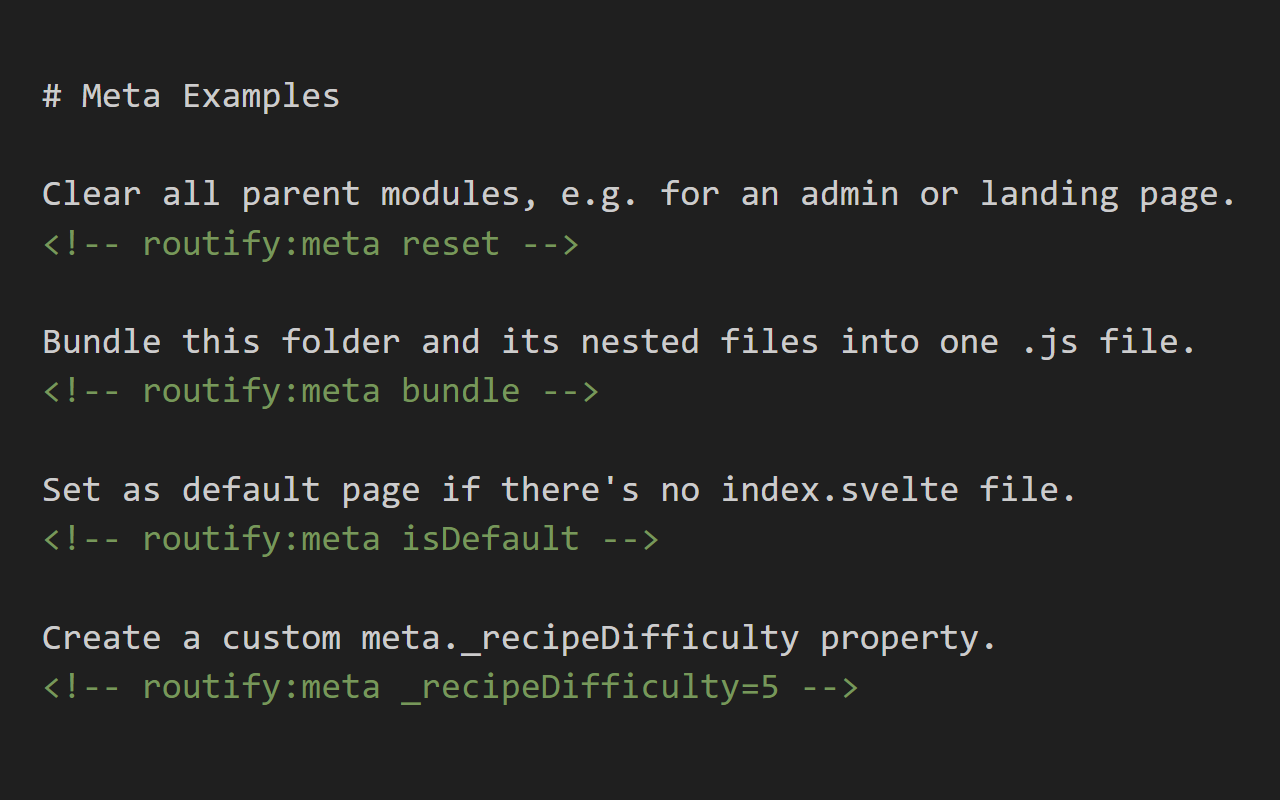 # Meta Examples
Clear all parent modules, e.g. for an admin or landing page.
<!-- routify:meta reset -->
Bundle this folder and its nested files into one .js file.
<!-- routify:meta bundle -->
Set as default page if there's no index.svelte file.
<!-- routify:meta isDefault -->
Create a custom meta._recipeDifficulty property.
<!-- routify:meta _recipeDifficulty=5 -->